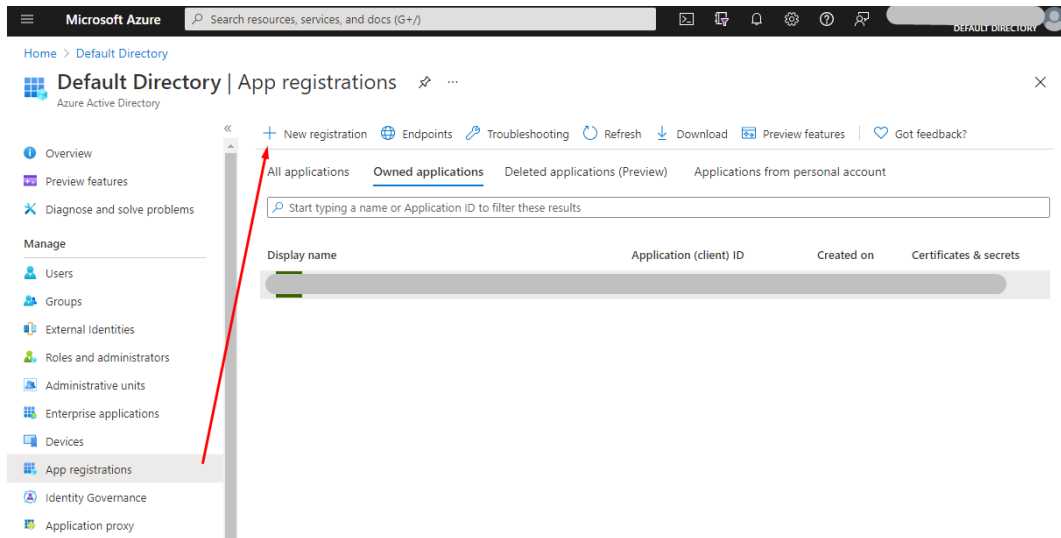 Microsoft Azure
Search resources, services, and docs (G+/)
DEFAULT DIRECTORY
Home > Default Directory
Default Directory | App registrations
Azure Active Directory
New registration
Endpoints
Troubleshooting
Refresh
Download
Preview features
Got feedback?
Overview
Preview features
Diagnose and solve problems
Manage
Users
Groups
External Identities
Roles and administrators
Administrative units
Enterprise applications
Devices
App registrations
Identity Governance
Application proxy
All applications
Owned applications
Deleted applications (Preview)
Applications from personal account
Start typing a name or Application ID to filter these results
Display name
Application (client) ID
Created on
Certificates & secrets